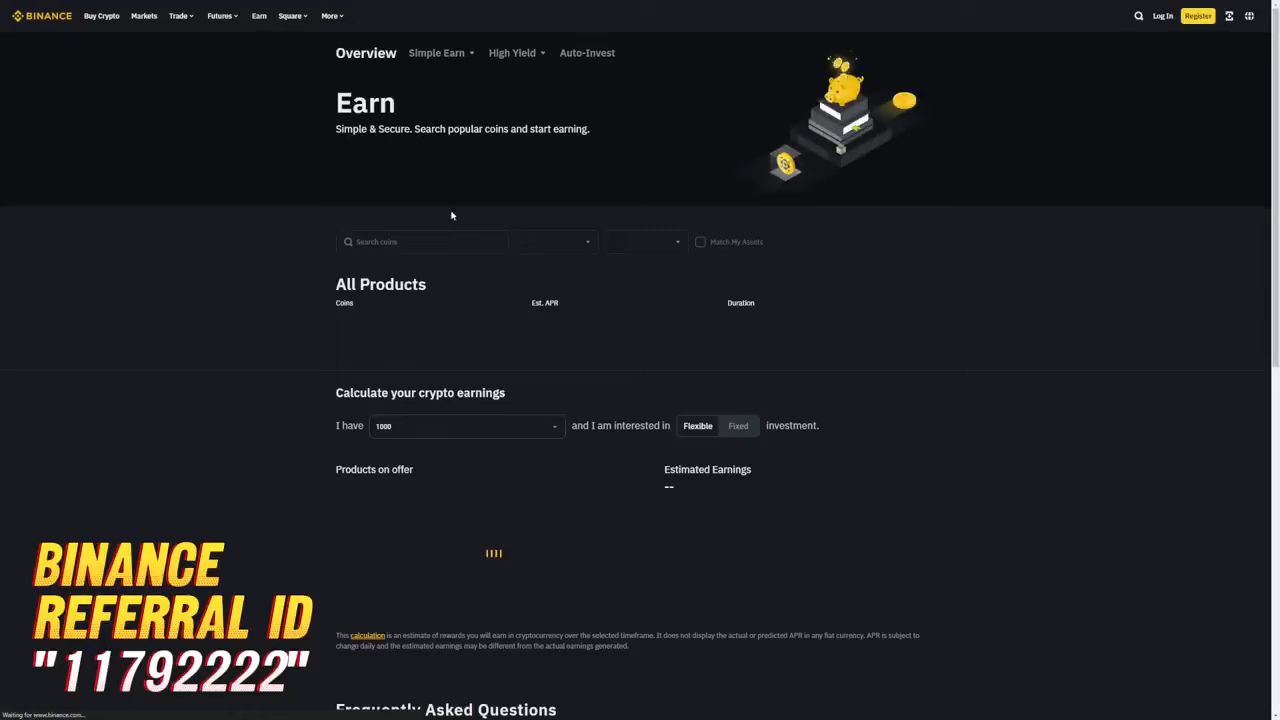 BINANCE Buy Crypto Markets Trade Futures Earn Square More Log In Register
Overview Simple Earn High Yield Auto-Invest
Earn
Simple & Secure. Search popular coins and start earning.
Search coins Match My Assets
All Products
Coins Est. APR Duration
Calculate your crypto earnings
I have 1000 and I am interested in Flexible Fixed investment.
Products on offer Estimated Earnings
--
BINANCE
REFERRAL ID
"11792222"
This calculation is an estimate of rewards you will earn in cryptocurrency over the selected timeframe. It does not display the actual or predicted APR in any fiat currency. APR is subject to
change daily and the estimated earnings may be different from the actual earnings generated.
Frequently Asked Questions
Waiting for www.binance.com...